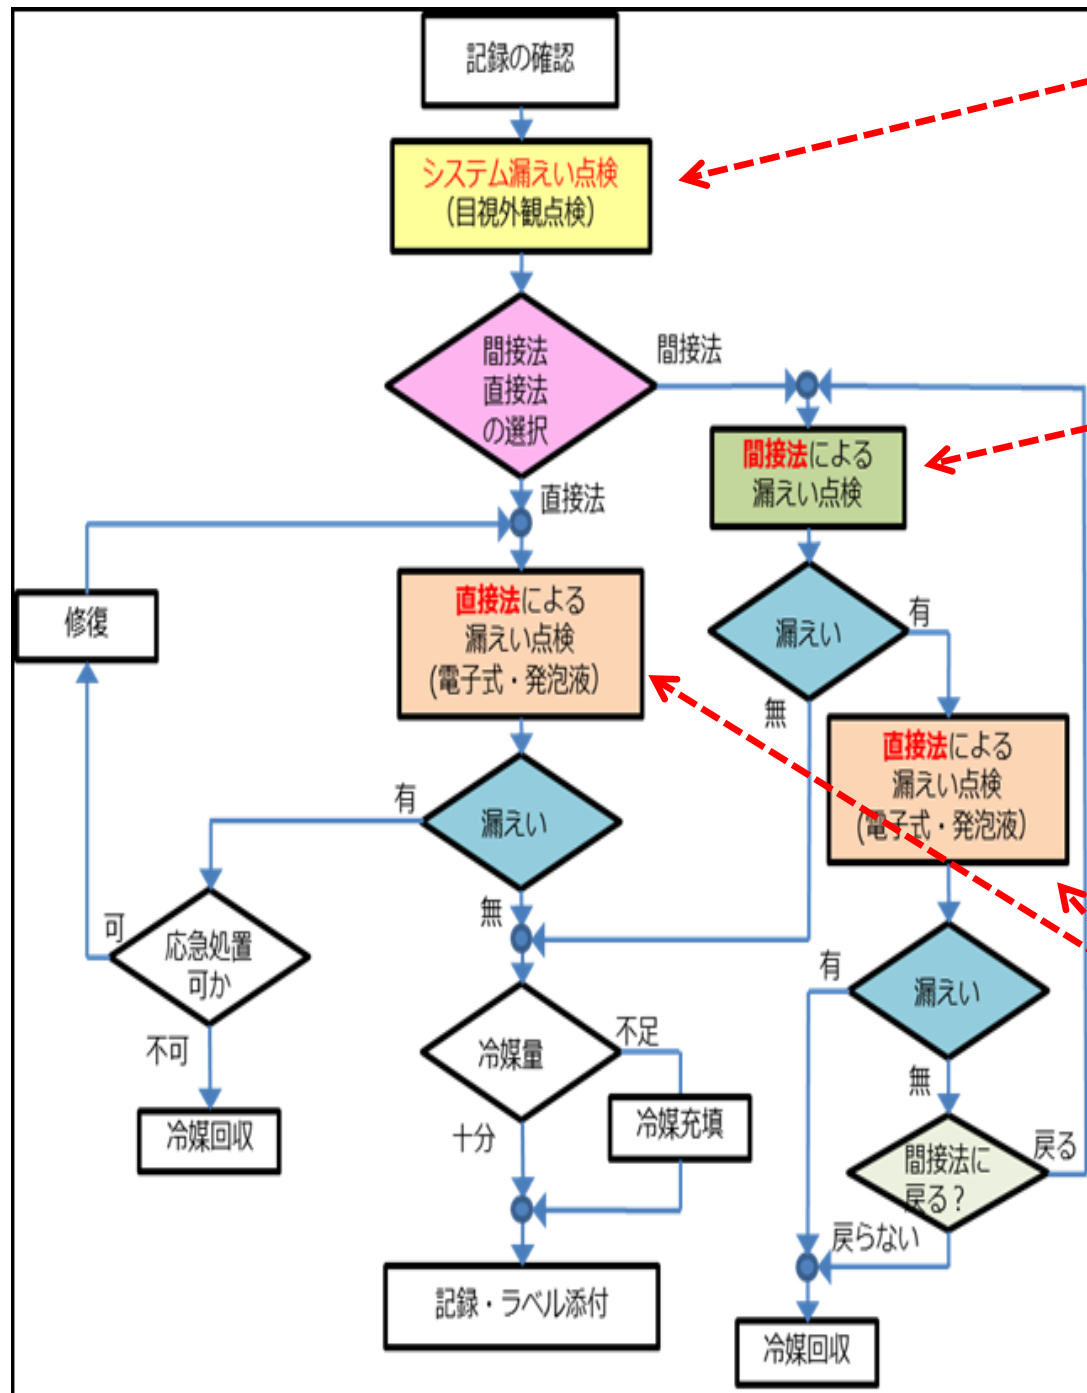 記録の確認
システム漏えい点検
（目視外観点検）
間接法
直接法
の選択
間接法
直接法
間接法による
漏えい点検
修復
直接法による
漏えい点検
(電子式・発泡液）
漏えい
有
無
直接法による
漏えい点検
(電子式・発泡液）
有
漏えい
無
可
応急処置
可か
不可
冷媒回収
冷媒量
不足
十分
冷媒充填
有
漏えい
無
間接法に
戻る？
戻る
戻らない
記録・ラベル添付
冷媒回収